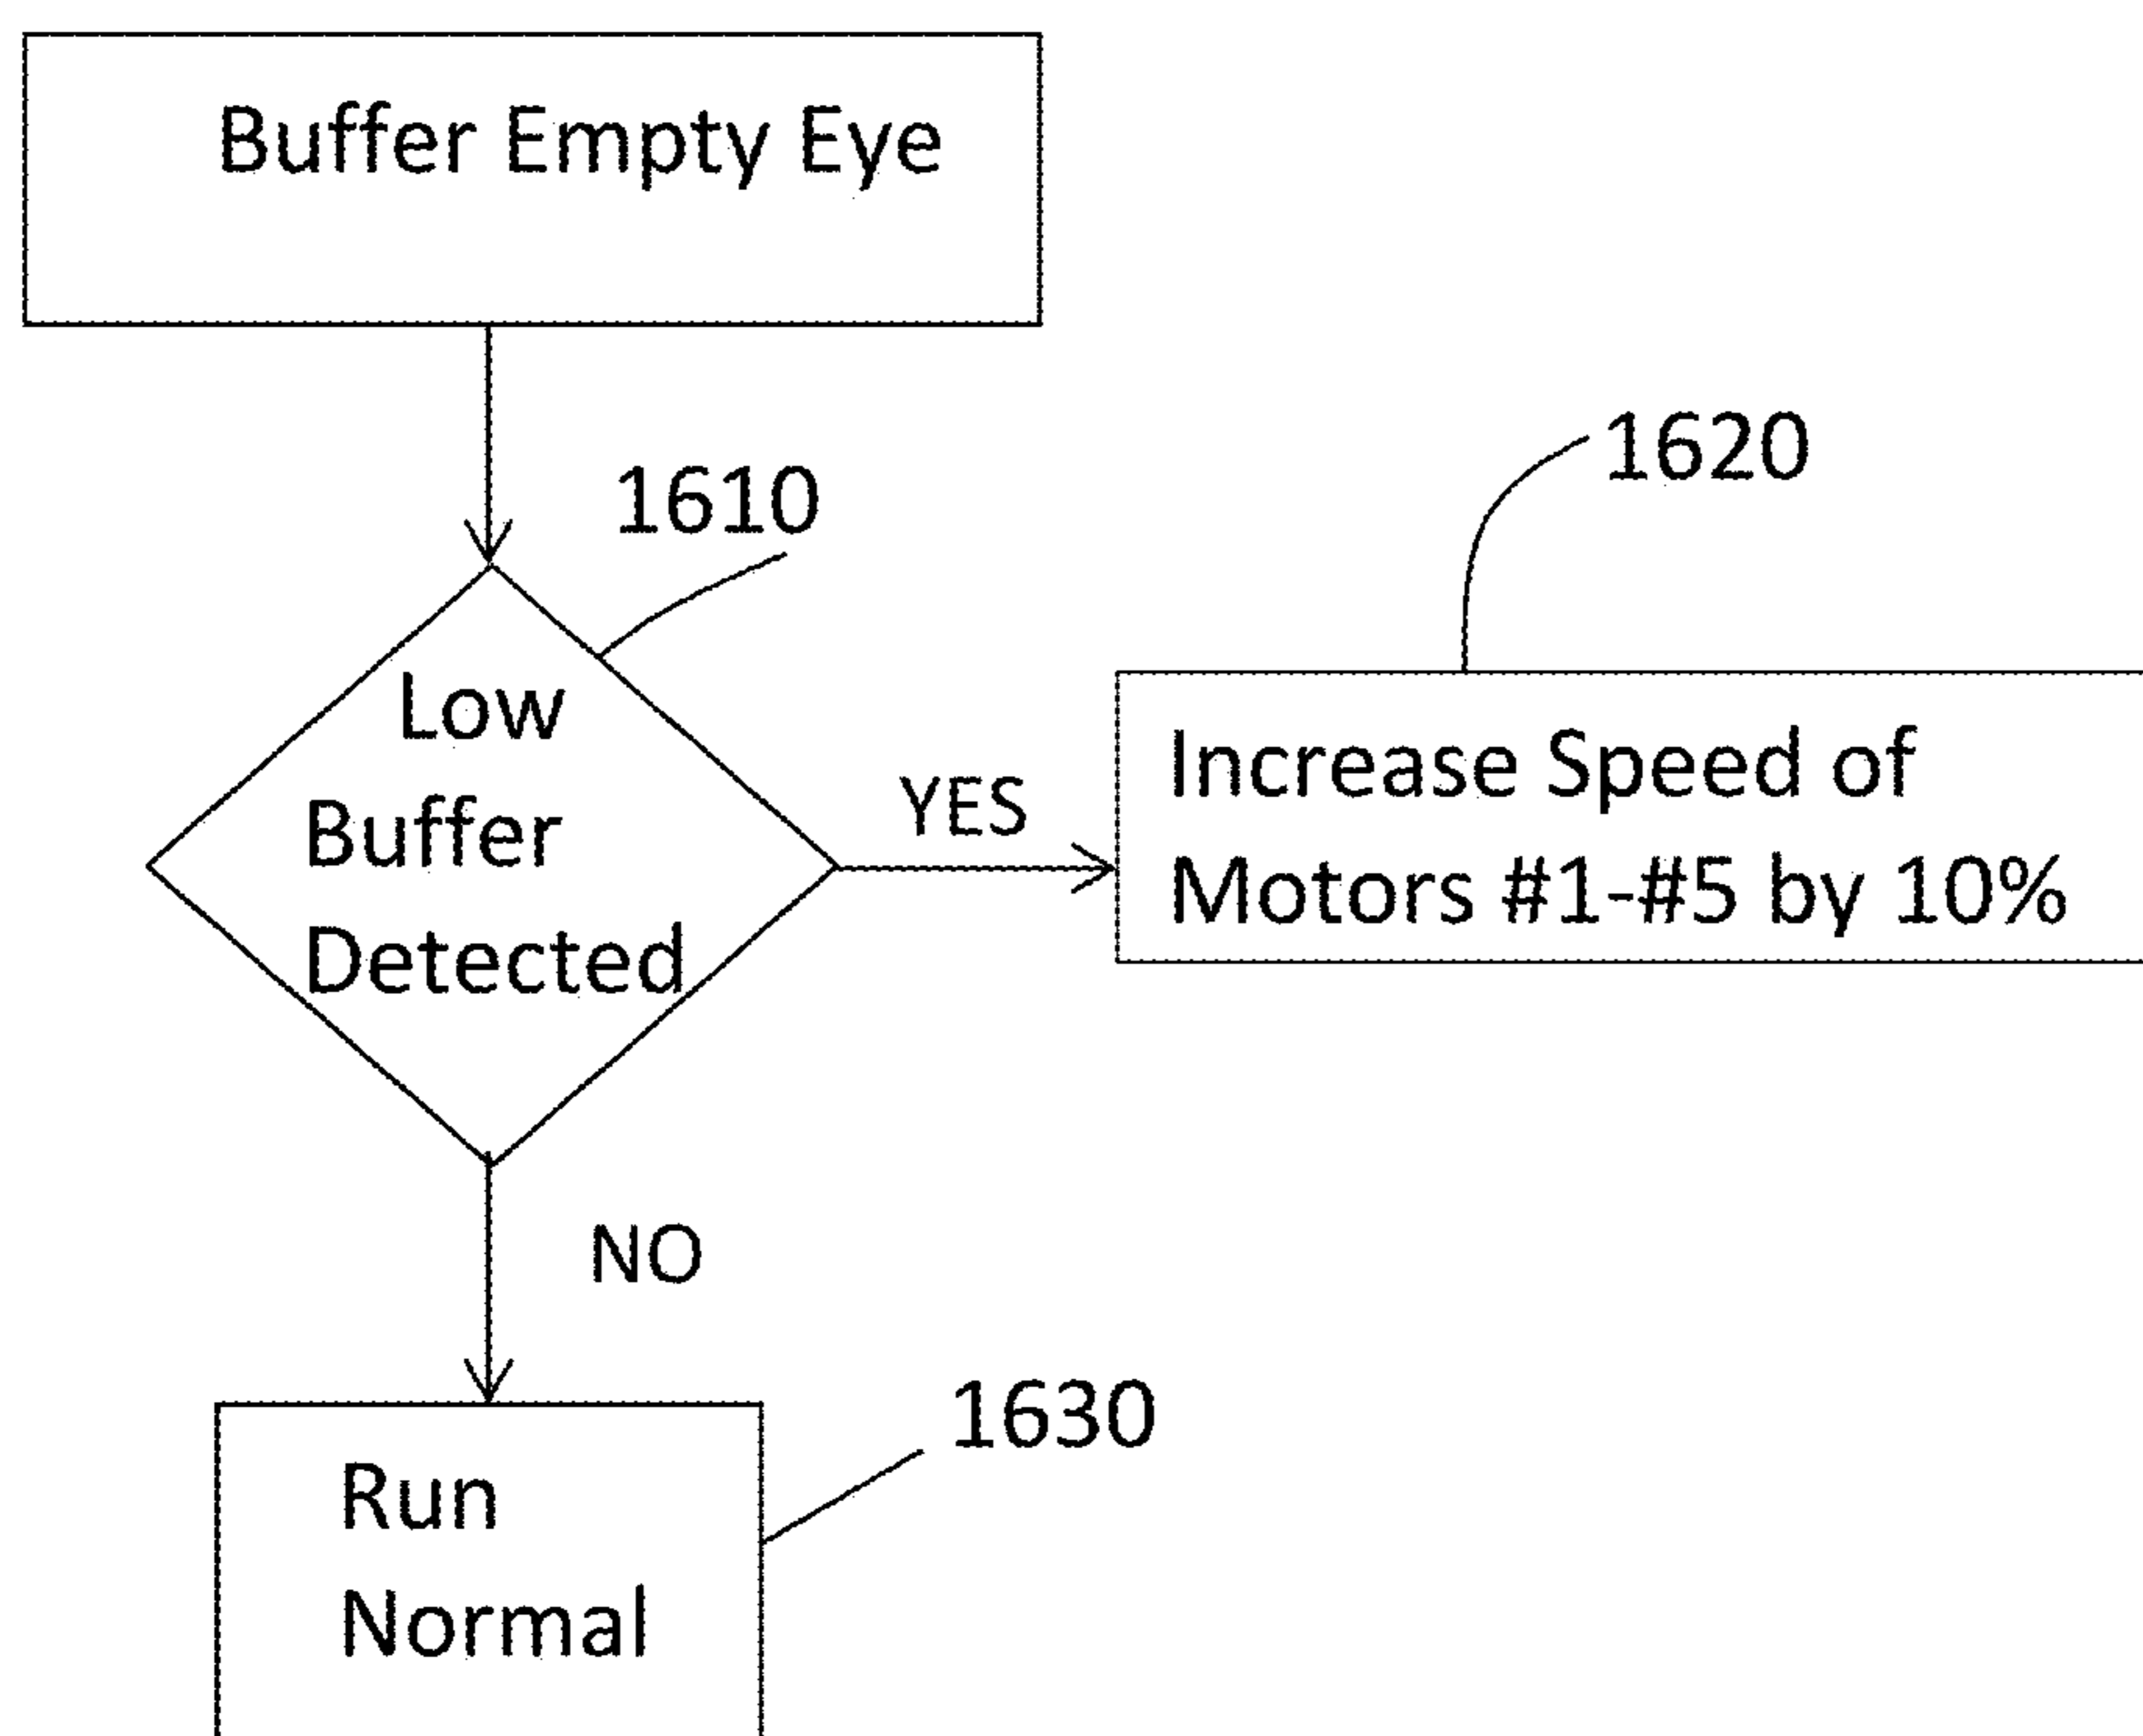 Buffer Empty Eye
1610
1620
Low
Buffer
Detected
YES
Increase Speed of
Motors #1-#5 by 10%
NO
1630
Run
Normal